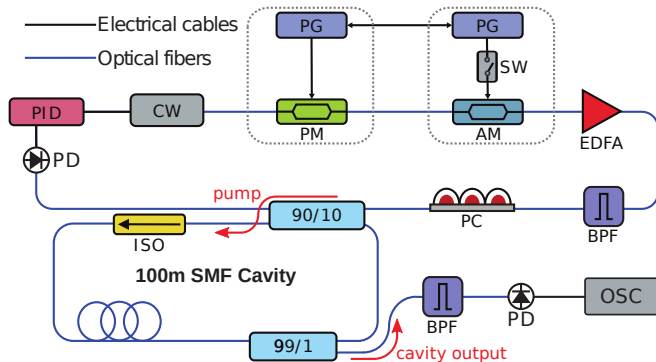 Electrical cables
Optical fibers
PG
PG
SW
PID
CW
PM
AM
EDFA
PD
pump
90/10
PC
BPF
ISO
100m SMF Cavity
99/1
BPF
PD
OSC
cavity output